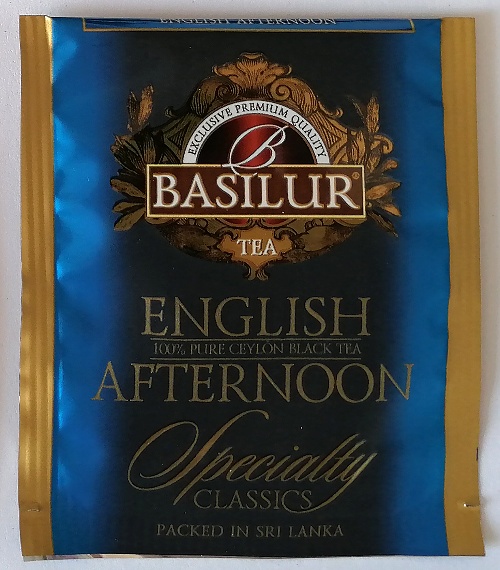 ENGLISH AFTERNOON
EXCLUSIVE PREMIUM QUALITY
B
BASILUR®
TEA
ENGLISH
100% PURE CEYLON BLACK TEA
AFTERNOON
Specialty
CLASSICS
PACKED IN SRI LANKA